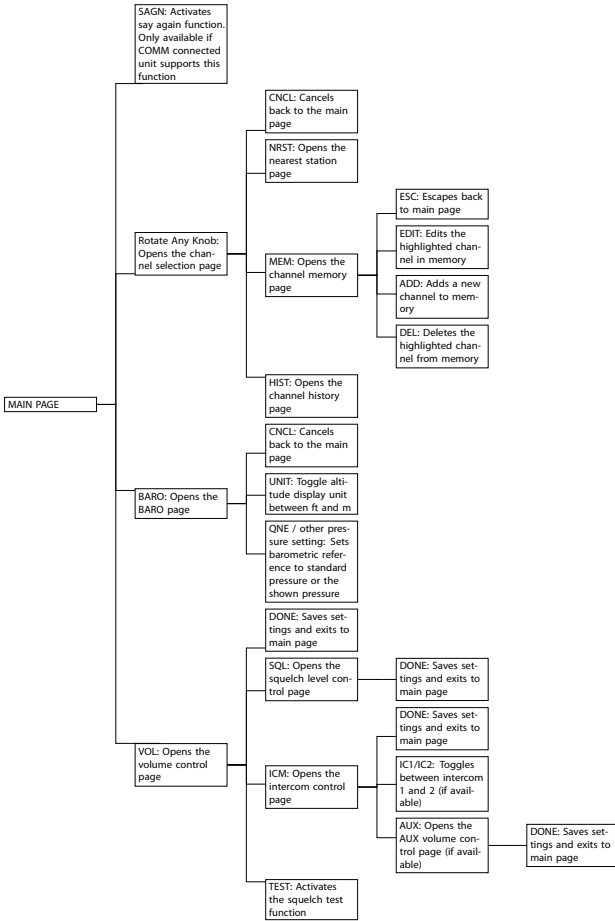 SAGN: Activates
say again function.
Only available if
COMM connected
unit supports this
function
CNCL: Cancels
back to the main
page
NRST: Opens the
nearest station
page
ESC: Escapes back
to main page
EDIT: Edits the
highlighted chan-
nel in memory
Rotate Any Knob:
Opens the chan-
nel selection page
MEM: Opens the
channel memory
page
ADD: Adds a new
channel to mem-
ory
DEL: Deletes the
highlighted chan-
nel from memory
HIST: Opens the
channel history
page
MAIN PAGE
CNCL: Cancels
back to the main
page
UNIT: Toggle alti-
tude display unit
between ft and m
BARO: Opens the
BARO page
QNE / other pres-
sure setting: Sets
barometric refer-
ence to standard
pressure or the
shown pressure
DONE: Saves set-
tings and exits to
main page
SQL: Opens the
squelch level con-
trol page
DONE: Saves set-
tings and exits to
main page
DONE: Saves set-
tings and exits to
main page
VOL: Opens the
volume control
page
ICM: Opens the
intercom control
page
IC1/IC2: Toggles
between intercom
1 and 2 (if avail-
able)
AUX: Opens the
AUX volume con-
trol page (if avail-
able)
DONE: Saves set-
tings and exits to
main page
TEST: Activates
the squelch test
function